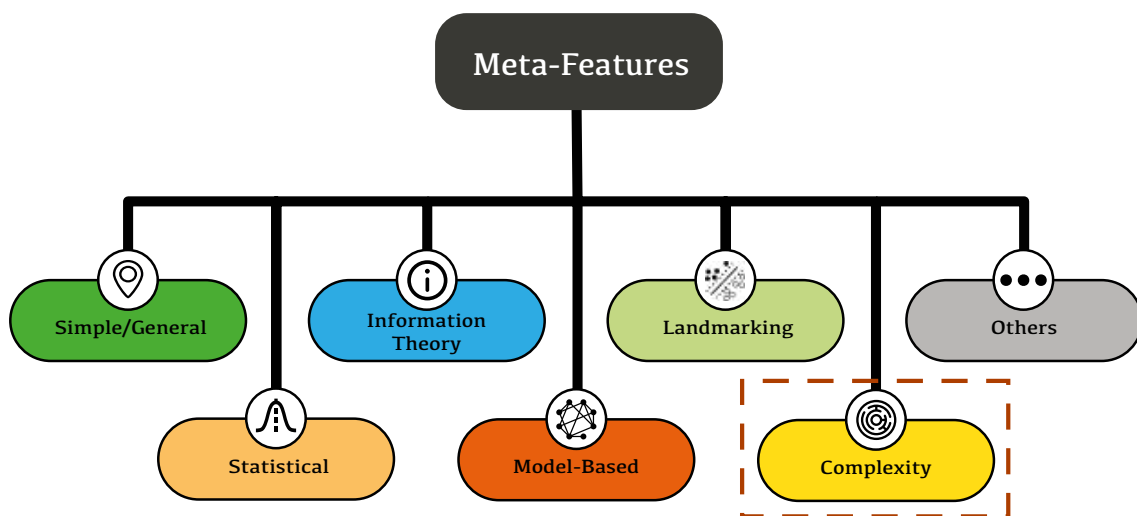 Meta-Features
Simple/General
Information
Theory
Landmarking
Others
Statistical
Model-Based
Complexity